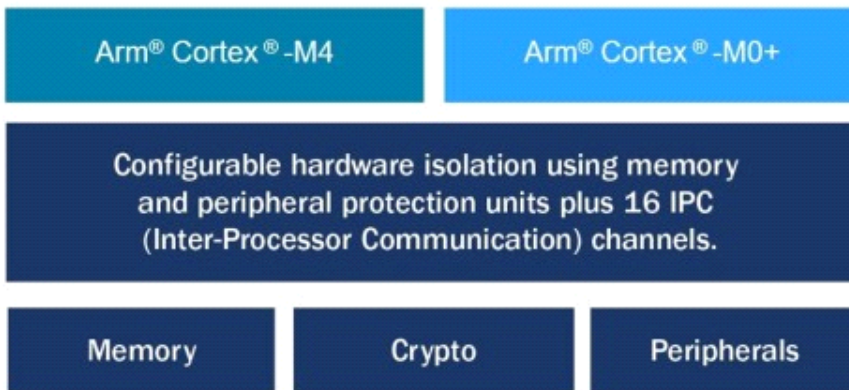 Arm® Cortex®-M4
Arm® Cortex®-M0+
Configurable hardware isolation using memory
and peripheral protection units plus 16 IPC
(Inter-Processor Communication) channels.
Memory
Crypto
Peripherals